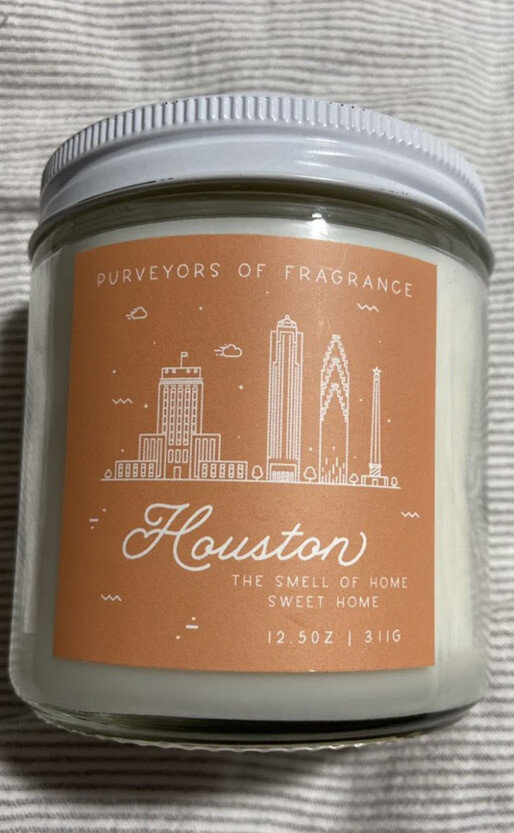 PURVEYORS OF FRAGRANCE
Houston
THE SMELL OF HOME
SWEET HOME
12.5OZ | 311G